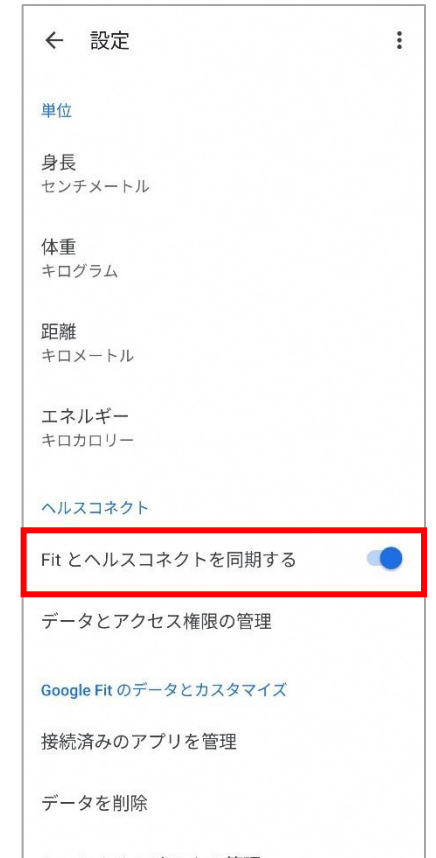 設定
単位
身長
センチメートル
体重
キログラム
距離
キロメートル
エネルギー
キロカロリー
ヘルスコネクト
Fit とヘルスコネクトを同期する
データとアクセス権限の管理
Google Fit のデータとカスタマイズ
接続済みのアプリを管理
データを削除